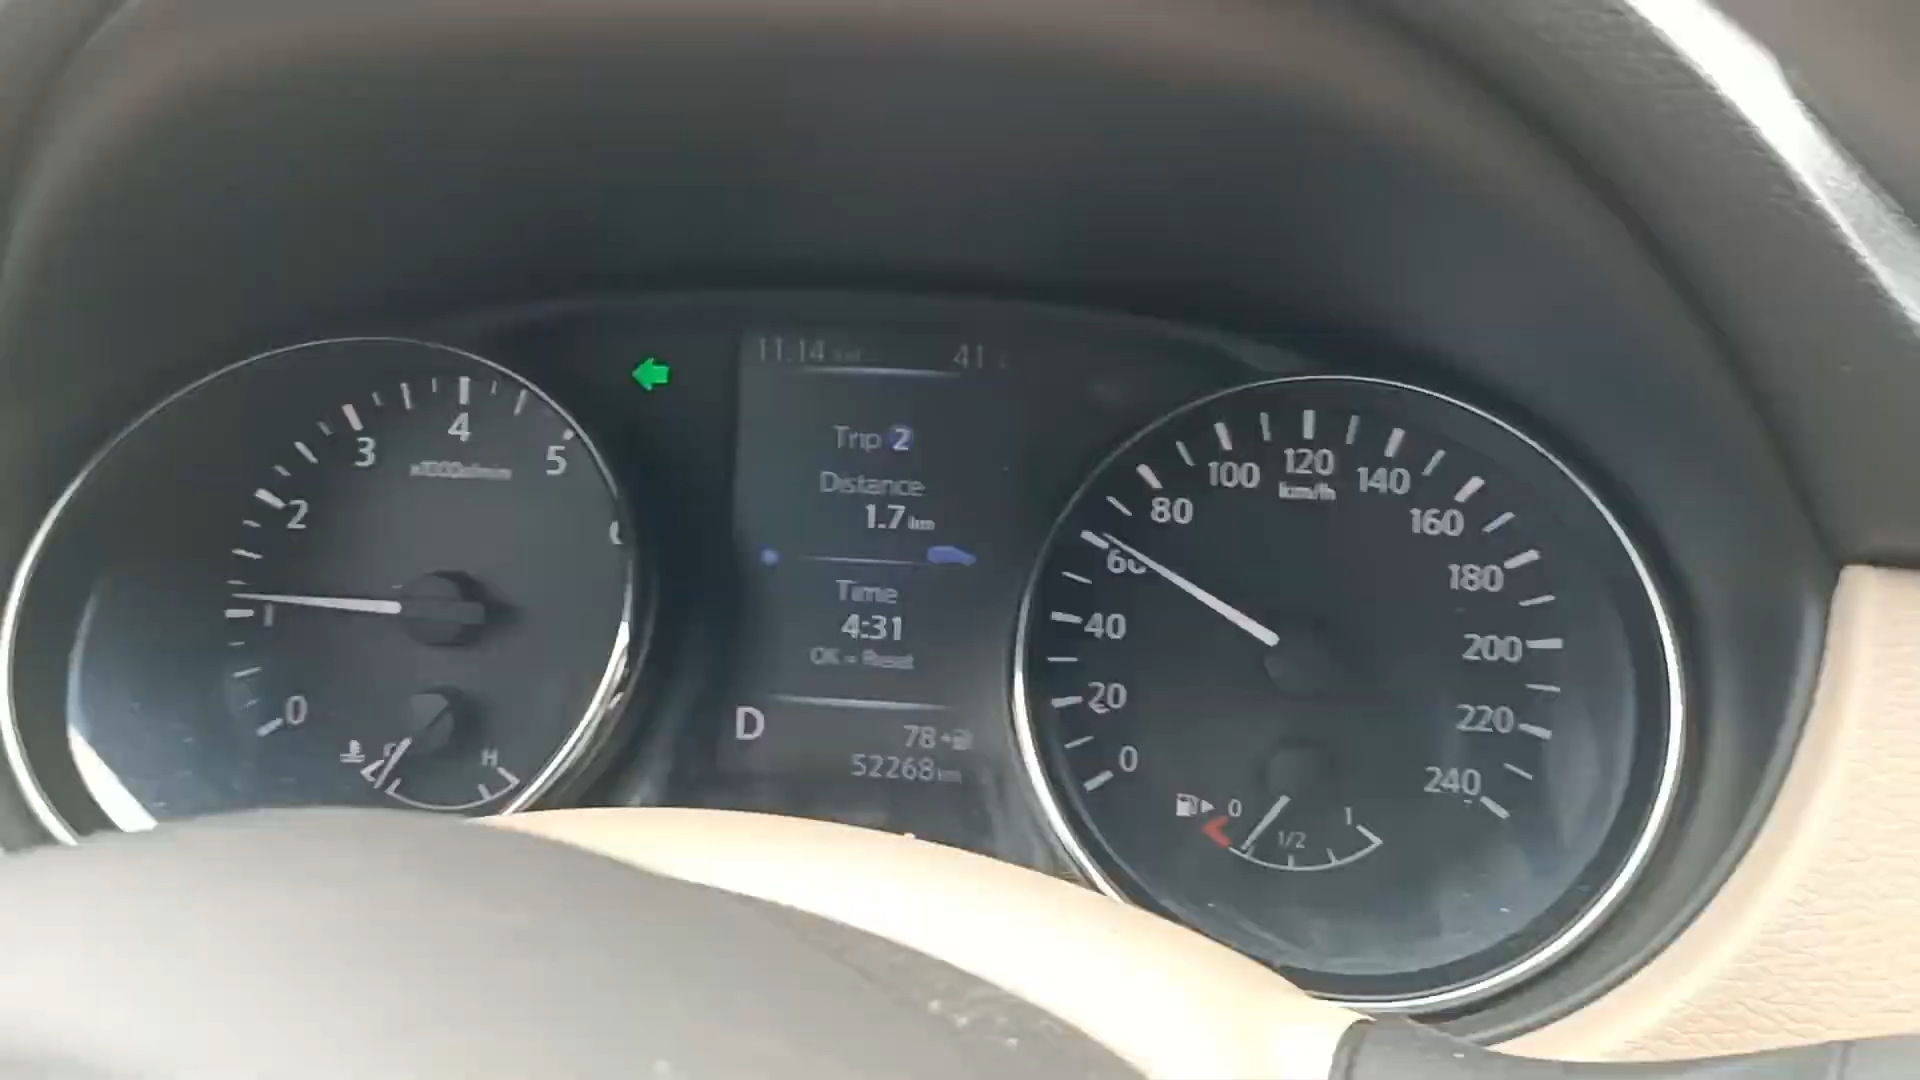 11:14
41
Trip 2
Distance
1.7 km
Time
4:31
OK = Reset
D
78
52268 km
0
1
2
3
4
5
x1000r/min
C
H
0
20
40
60
80
100
120
km/h
140
160
180
200
220
240
0
1/2
1